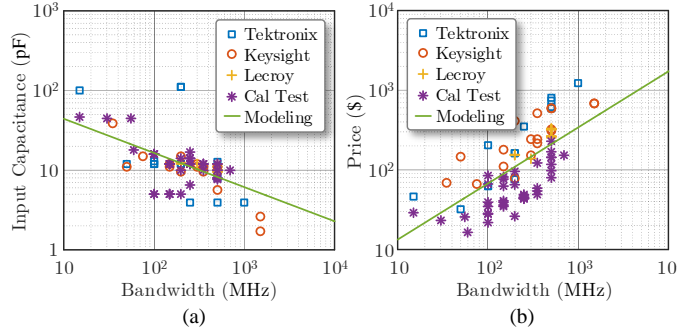 Input Capacitance (pF)
10³
10²
10
1
Tektronix
Keysight
Lecroy
Cal Test
Modeling
10 10² 10³ 10⁴
Bandwidth (MHz)
(a)
Price ($)
10⁴
10³
10²
10
Tektronix
Keysight
Lecroy
Cal Test
Modeling
10 10² 10³ 10⁴
Bandwidth (MHz)
(b)